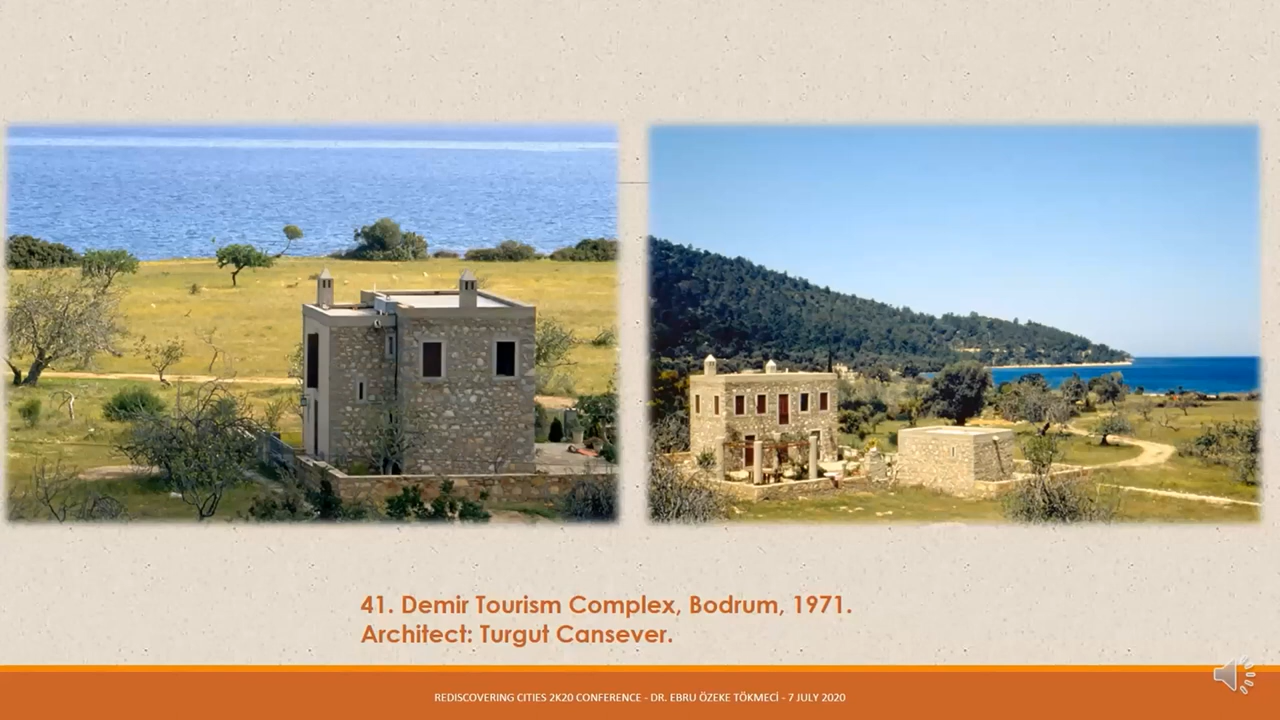 41. Demir Tourism Complex, Bodrum, 1971.
Architect: Turgut Cansever.
REDISCOVERING CITIES 2K20 CONFERENCE - DR. EBRU ÖZEKE TÖKMECİ - 7 JULY 2020